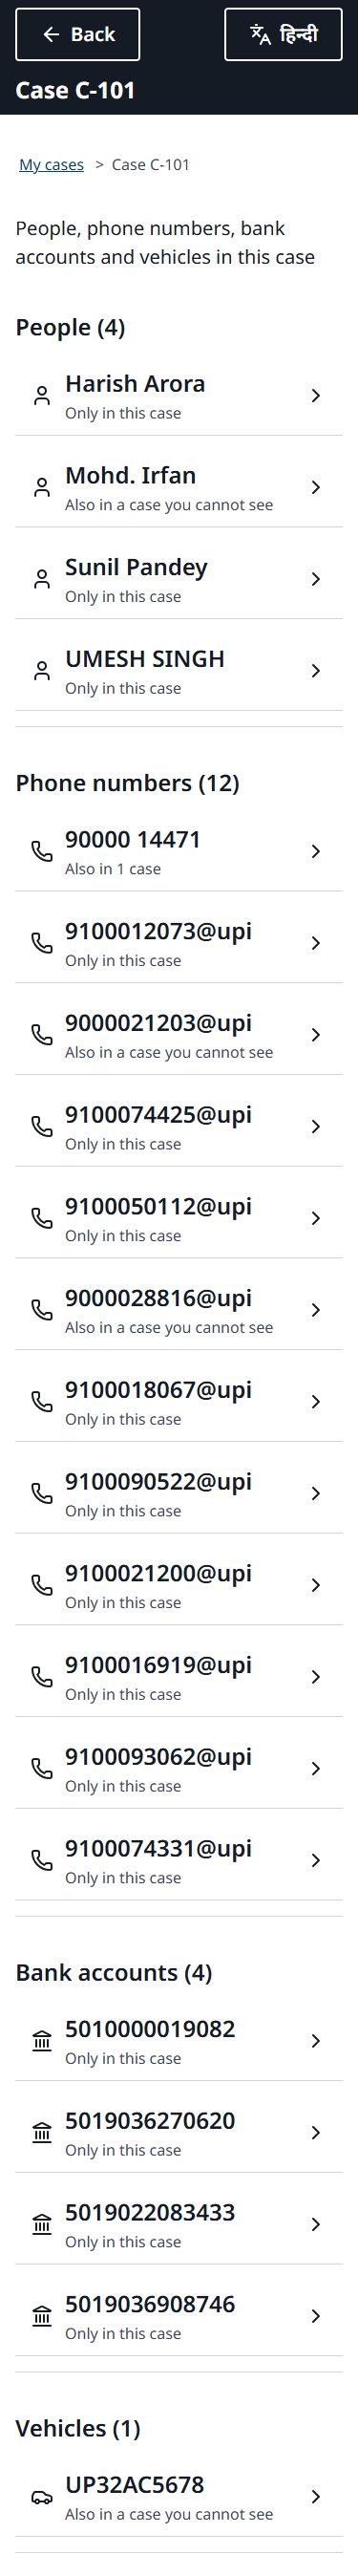 Back
हिन्दी
Case C-101
My cases > Case C-101
People, phone numbers, bank
accounts and vehicles in this case
People (4)
Harish Arora
Only in this case
Mohd. Irfan
Also in a case you cannot see
Sunil Pandey
Only in this case
UMESH SINGH
Only in this case
Phone numbers (12)
90000 14471
Also in 1 case
9100012073@upi
Only in this case
9000021203@upi
Also in a case you cannot see
9100074425@upi
Only in this case
9100050112@upi
Only in this case
9000028816@upi
Also in a case you cannot see
9100018067@upi
Only in this case
9100090522@upi
Only in this case
9100021200@upi
Only in this case
9100016919@upi
Only in this case
9100093062@upi
Only in this case
9100074331@upi
Only in this case
Bank accounts (4)
5010000019082
Only in this case
5019036270620
Only in this case
5019022083433
Only in this case
5019036908746
Only in this case
Vehicles (1)
UP32AC5678
Also in a case you cannot see